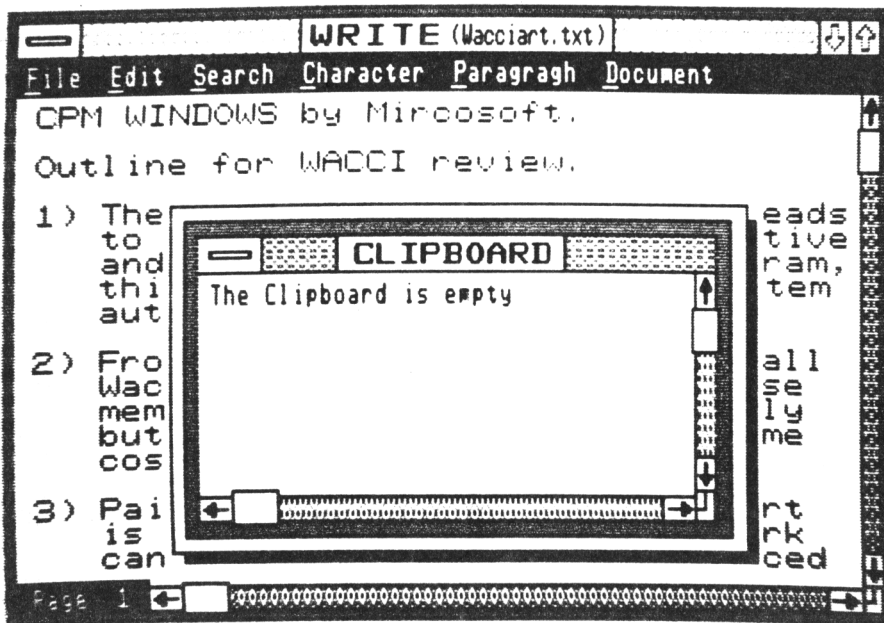 WRITE (Wacciart.txt)
File Edit Search Character Paragragh Document
CPM WINDOWS by Mircosoft.
Outline for WACCI review.
1) The eads
to tive
and ram,
thi tem
aut
CLIPBOARD
The Clipboard is empty
2) Fro all
Wac se
mem ly
but me
cos
3) Pai rt
is rk
can ced
Page 1